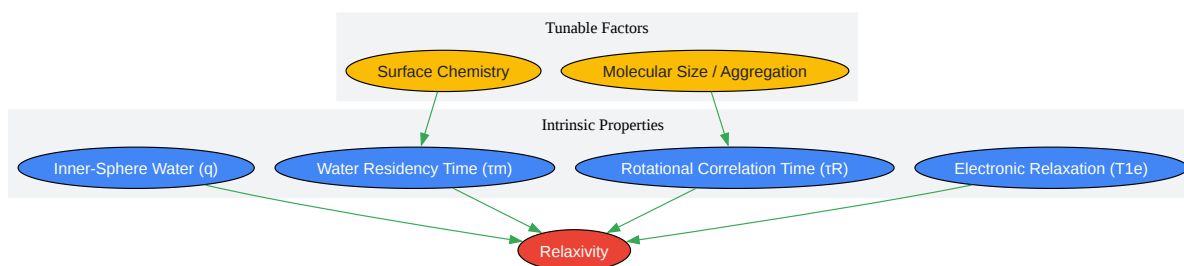 Tunable Factors
Surface Chemistry
Molecular Size / Aggregation
Intrinsic Properties
Inner-Sphere Water (q)
Water Residency Time (τm)
Rotational Correlation Time (τR)
Electronic Relaxation (T1e)
Relaxivity